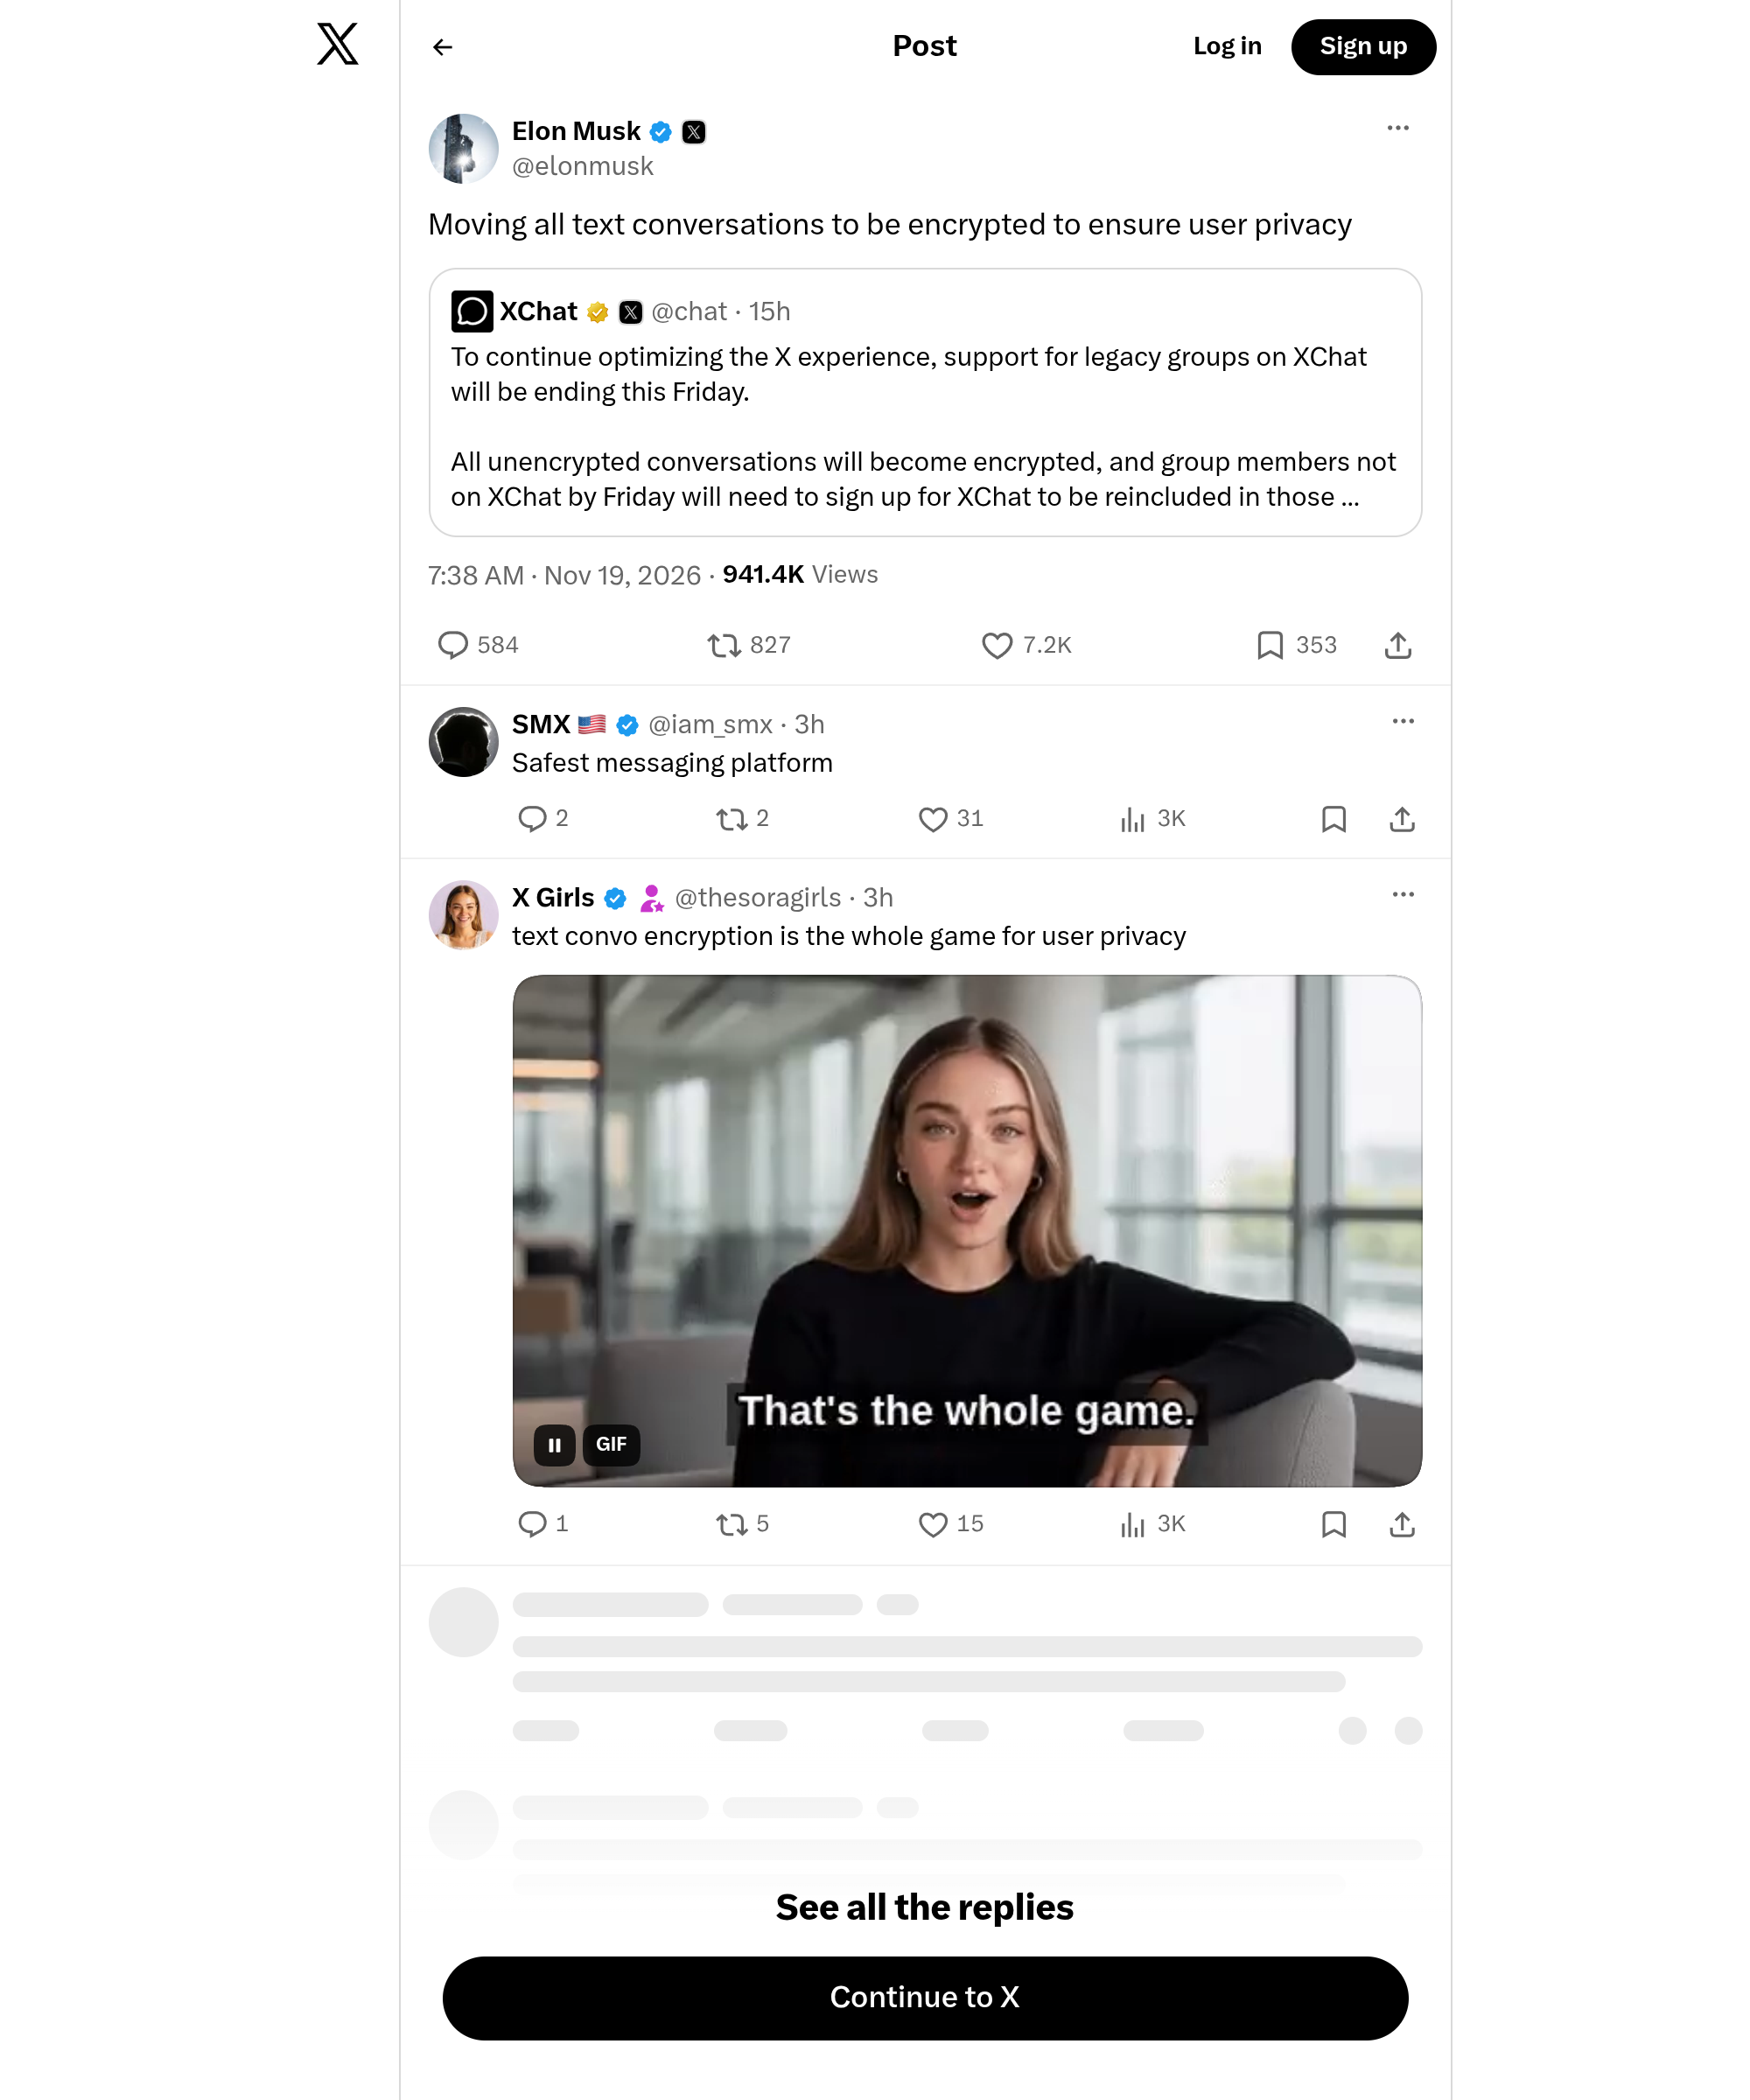 Post
Log in
Sign up
Elon Musk
@elonmusk
Moving all text conversations to be encrypted to ensure user privacy
XChat @chat · 15h
To continue optimizing the X experience, support for legacy groups on XChat
will be ending this Friday.
All unencrypted conversations will become encrypted, and group members not
on XChat by Friday will need to sign up for XChat to be reincluded in those ...
7:38 AM · Nov 19, 2026 · 941.4K Views
584 827 7.2K 353
SMX 🇺🇸 @iam_smx · 3h
Safest messaging platform
2 2 31 3K
X Girls @thesoragirls · 3h
text convo encryption is the whole game for user privacy
That's the whole game.
GIF
1 5 15 3K
See all the replies
Continue to X